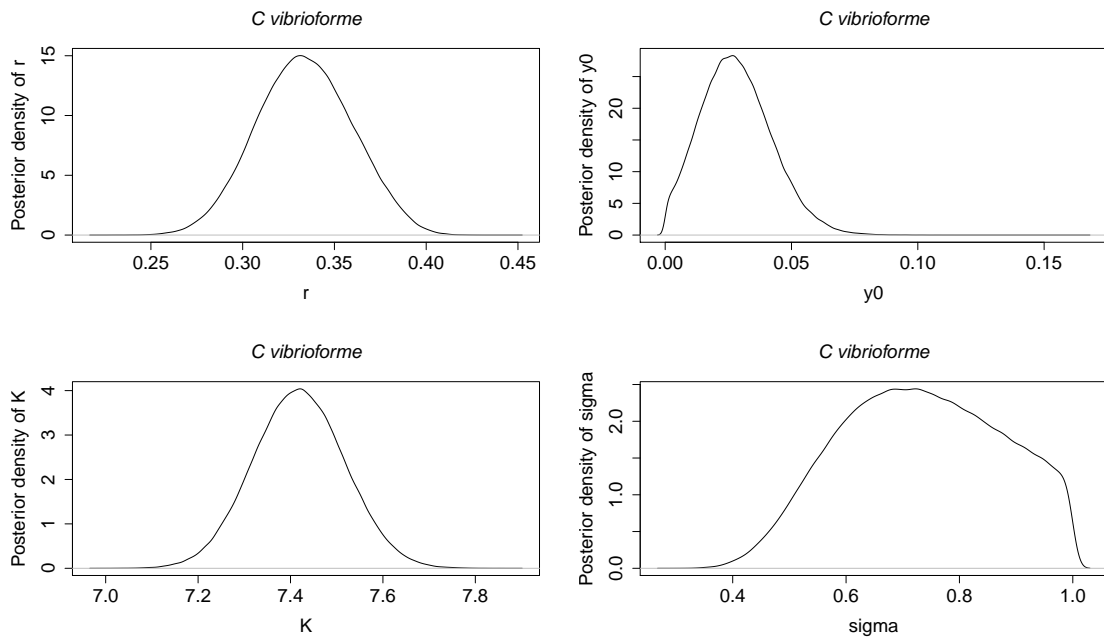 C vibrioforme
Posterior density of r
15
10
5
0
0.25 0.30 0.35 0.40 0.45
r
C vibrioforme
Posterior density of y0
20
10
5
0
0.00 0.05 0.10 0.15
y0
C vibrioforme
Posterior density of K
4
3
2
1
0
7.0 7.2 7.4 7.6 7.8
K
C vibrioforme
Posterior density of sigma
2.0
1.0
0.0
0.4 0.6 0.8 1.0
sigma